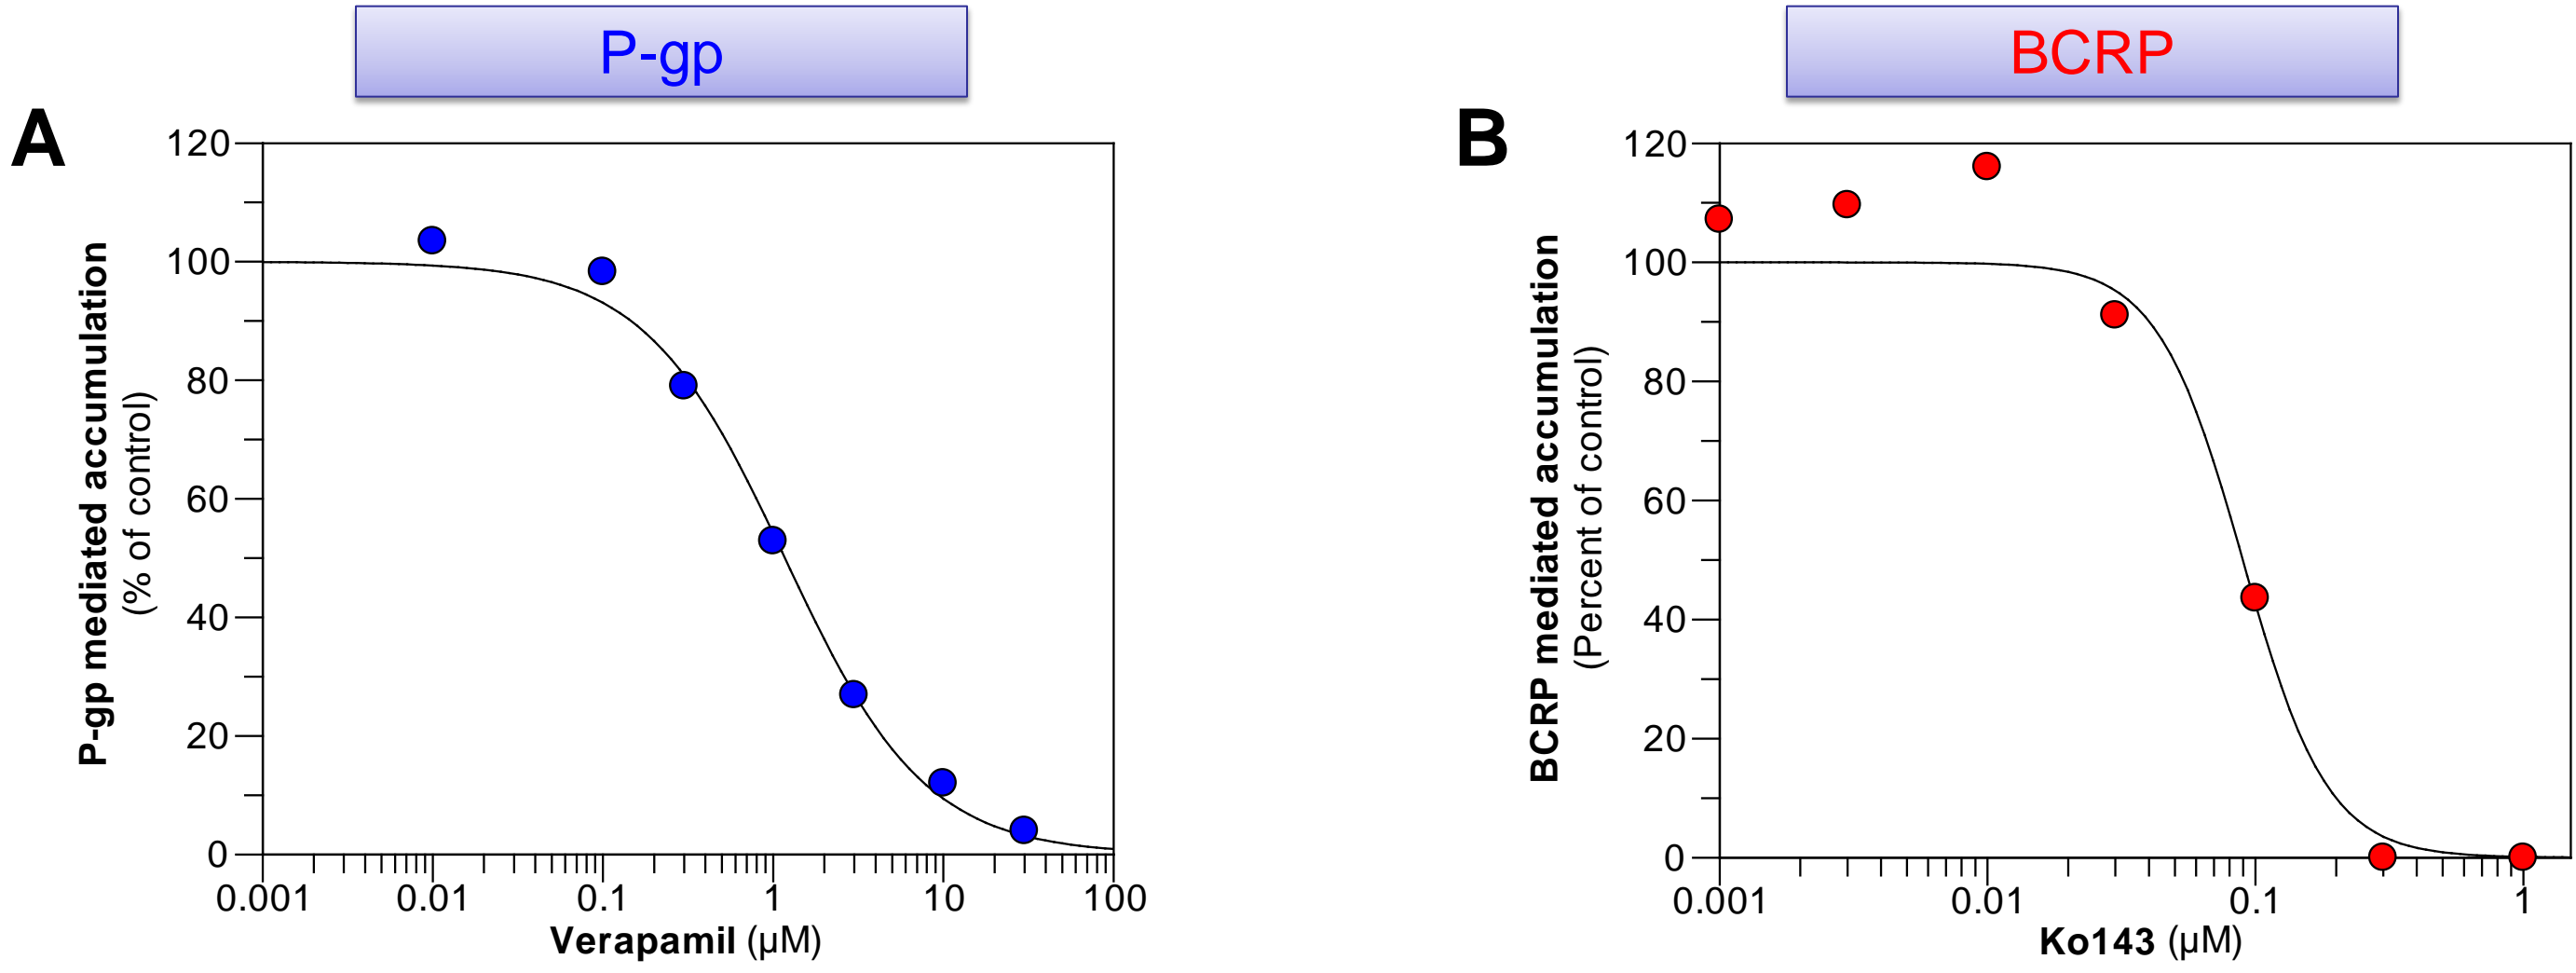 P-gp
BCRP
A
B
120
100
80
60
40
20
0
P-gp mediated accumulation
(% of control)
0.001
0.01
0.1
1
10
100
Verapamil (µM)
120
100
80
60
40
20
0
BCRP mediated accumulation
(Percent of control)
0.001
0.01
0.1
1
Ko143 (µM)